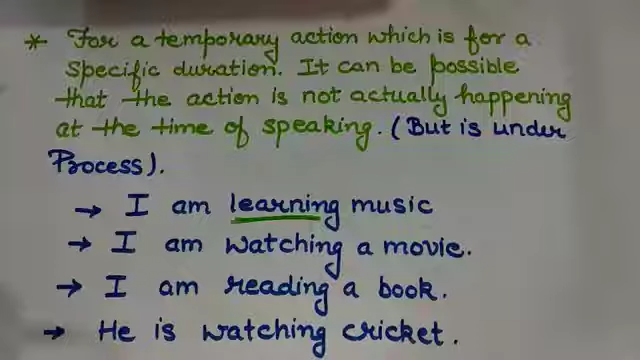 * For a temporary action which is for a
specific duration. It can be possible
that the action is not actually happening
at the time of speaking. (But is under
Process).
→ I am learning music
→ I am watching a movie.
→ I am reading a book.
→ He is watching cricket.